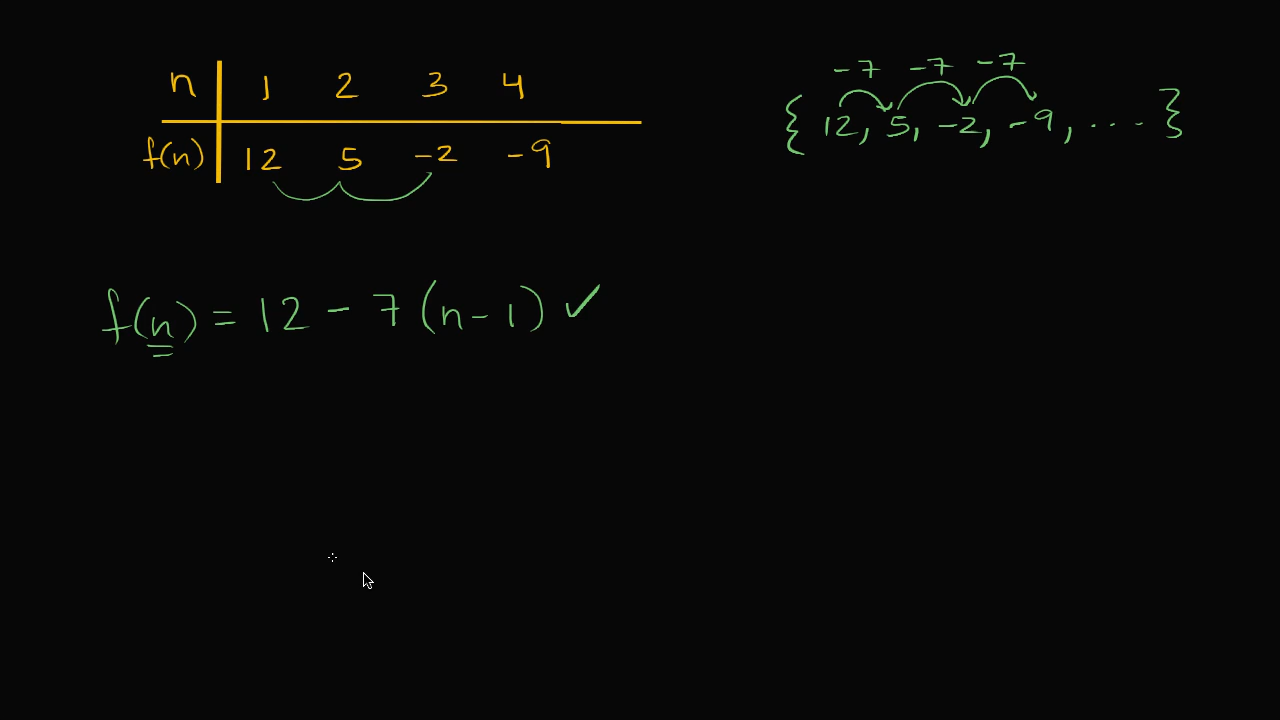 n 1 2 3 4
f(n) 12 5 -2 -9
-7 -7 -7
{ 12, 5, -2, -9, .... }
f(n) = 12 - 7 (n - 1) ✓